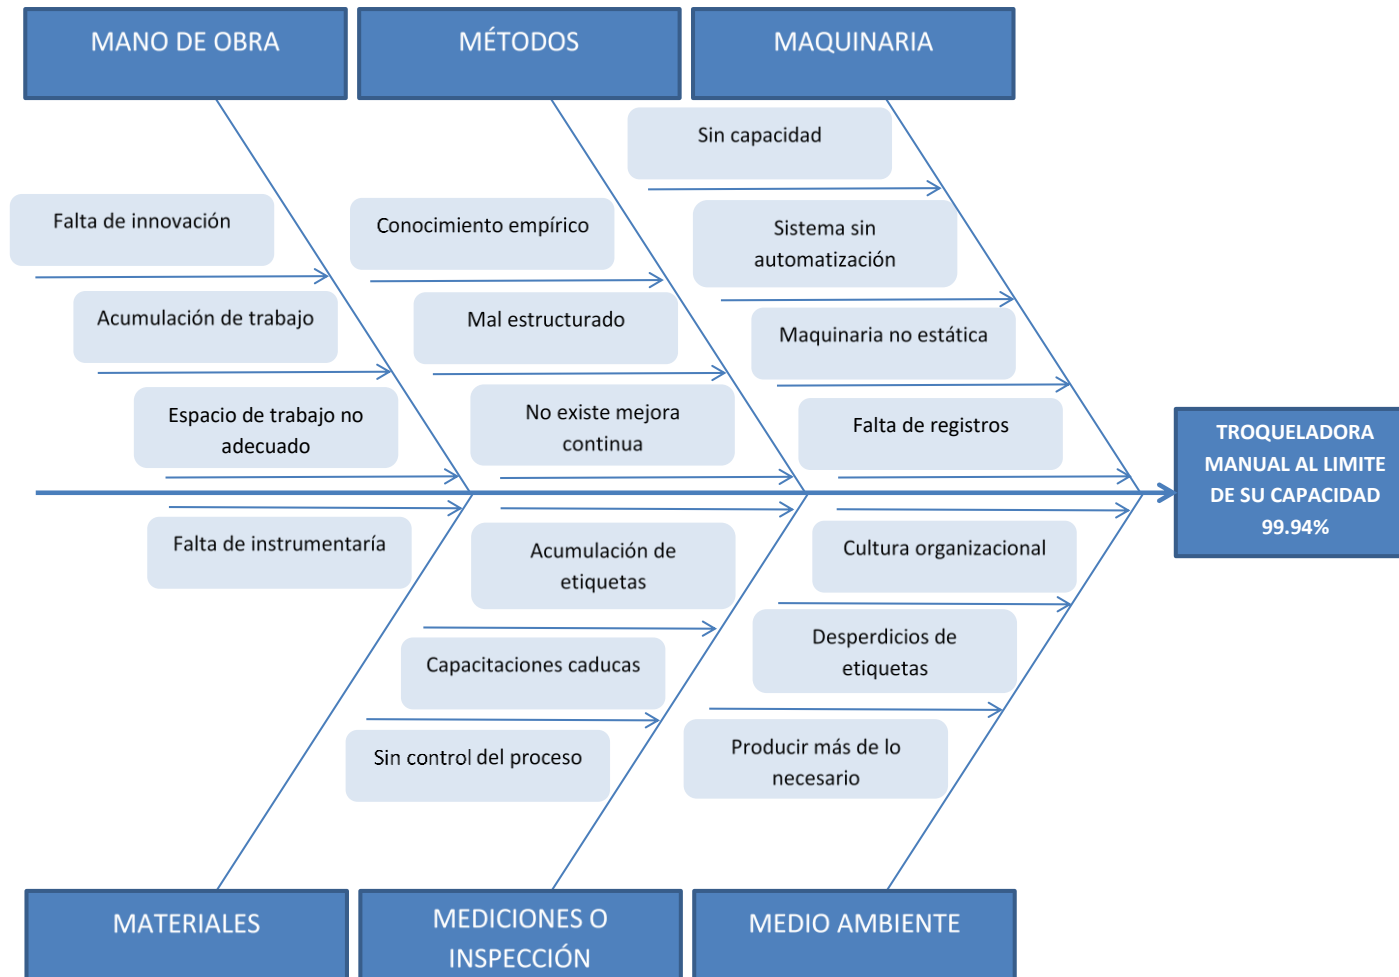 MANO DE OBRA
MÉTODOS
MAQUINARIA
Sin capacidad
Falta de innovación
Conocimiento empírico
Sistema sin
automatización
Acumulación de trabajo
Mal estructurado
Maquinaria no estática
Espacio de trabajo no
adecuado
No existe mejora
continua
Falta de registros
TROQUELADORA
MANUAL AL LIMITE
DE SU CAPACIDAD
99.94%
Falta de instrumentaría
Acumulación de
etiquetas
Cultura organizacional
Capacitaciones caducas
Desperdicios de
etiquetas
Sin control del proceso
Producir más de lo
necesario
MATERIALES
MEDICIONES O
INSPECCIÓN
MEDIO AMBIENTE